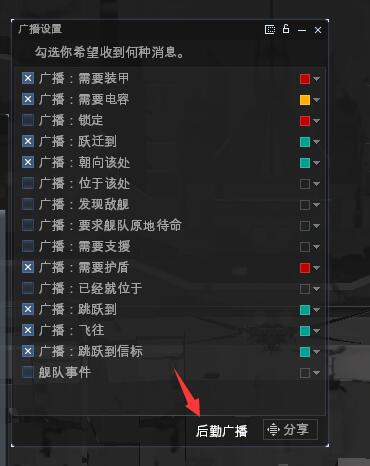 广播设置
勾选你希望收到何种消息。
广播：需要装甲
广播：需要电容
广播：锁定
广播：跃迁到
广播：朝向该处
广播：位于该处
广播：发现敌舰
广播：要求舰队原地待命
广播：需要支援
广播：需要护盾
广播：已经就位于
广播：跳跃到
广播：飞往
广播：跳跃到信标
舰队事件
后勤广播 分享